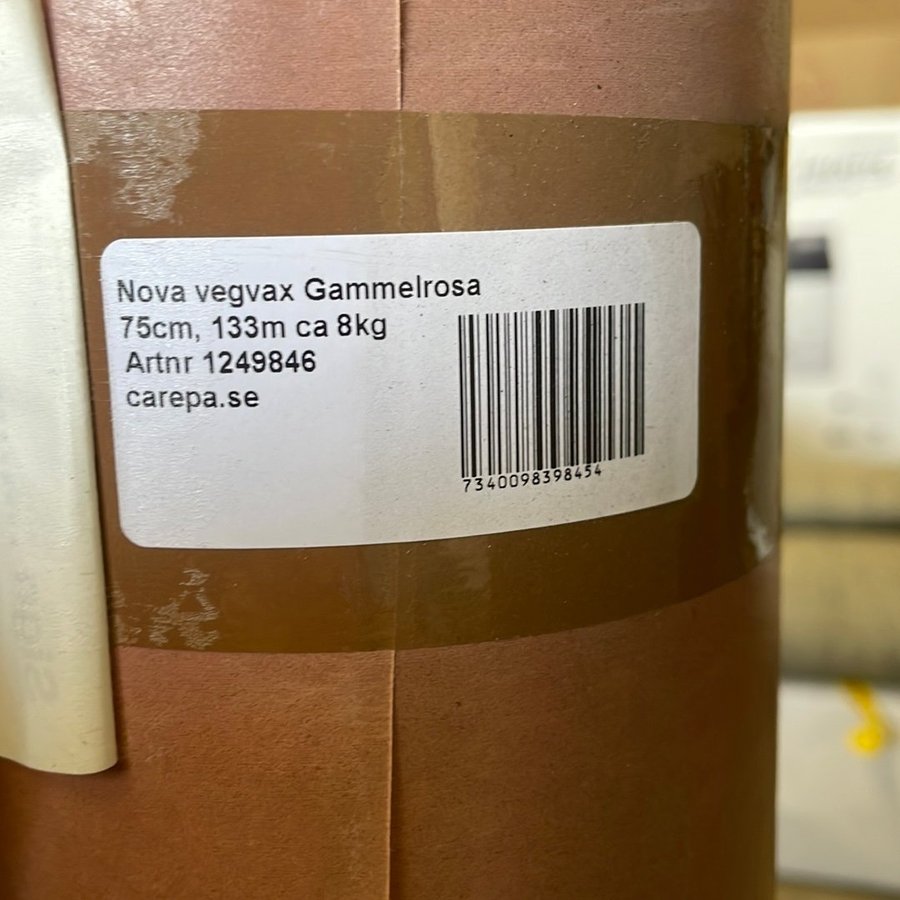 Nova vegvax Gammelrosa
75cm, 133m ca 8kg
Artnr 1249846
carepa.se
7340098398454